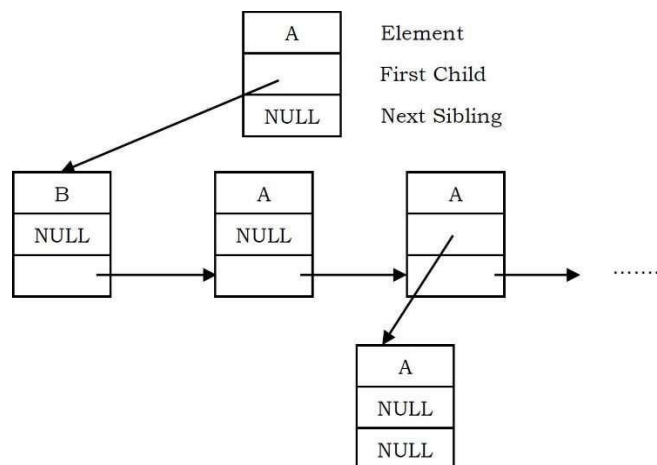 A Element
First Child
NULL Next Sibling
B A A
NULL NULL
.......
A
NULL
NULL